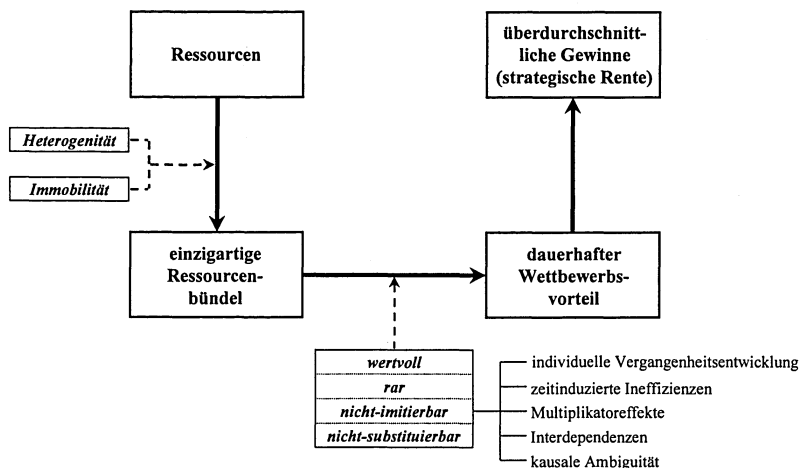 Ressourcen
überdurchschnitt-
liche Gewinne
(strategische Rente)
Heterogenität
Immobilität
einzigartige
Ressourcen-
bündel
dauerhafter
Wettbewerbs-
vorteil
wertvoll
rar
nicht-imitierbar
nicht-substituierbar
individuelle Vergangenheitsentwicklung
zeitinduzierte Ineffizienzen
Multiplikatoreffekte
Interdependenzen
kausale Ambiguität